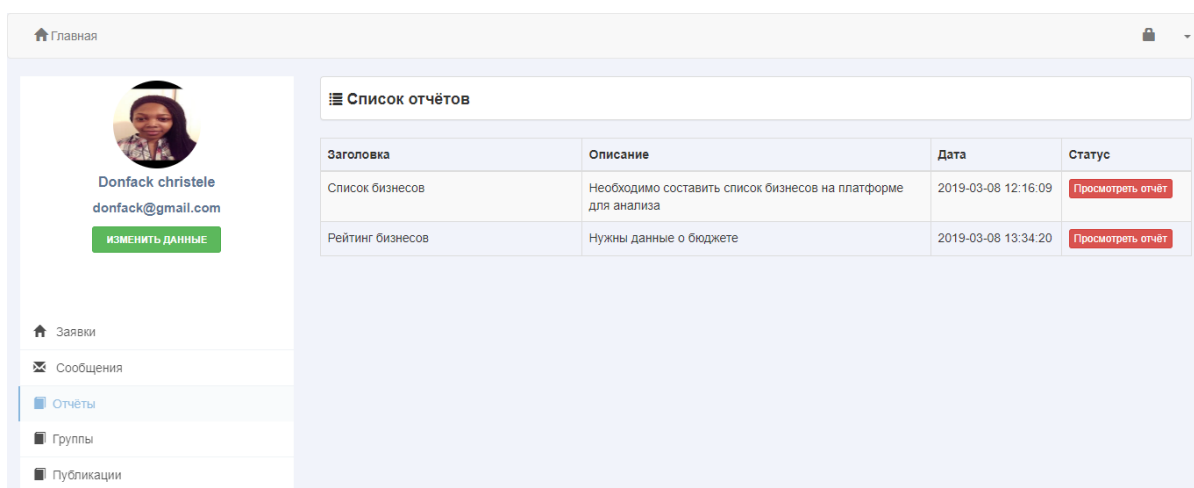 Главная
Donfack christele
donfack@gmail.com
ИЗМЕНИТЬ ДАННЫЕ
Заявки
Сообщения
Отчёты
Группы
Публикации
Список отчётов
Заголовка Описание Дата Статус
Список бизнесов Необходимо составить список бизнесов на платформе 2019-03-08 12:16:09 Просмотреть отчёт
для анализа
Рейтинг бизнесов Нужны данные о бюджете 2019-03-08 13:34:20 Просмотреть отчёт